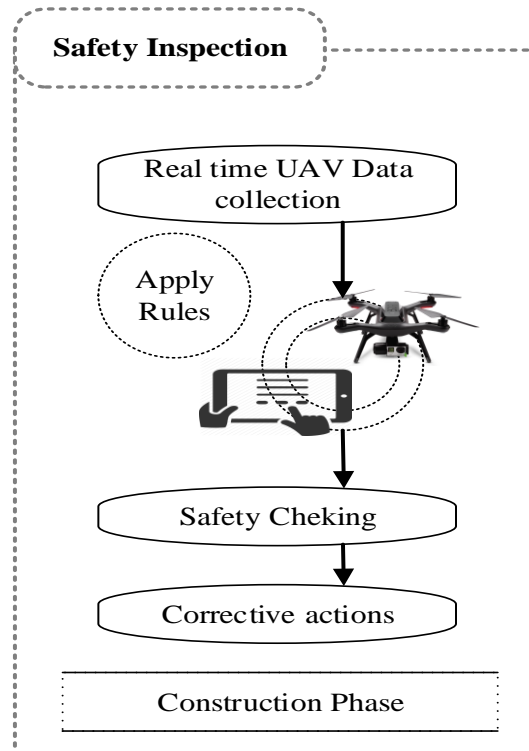 Safety Inspection
Real time UAV Data
collection
Apply
Rules
Safety Cheking
Corrective actions
Construction Phase